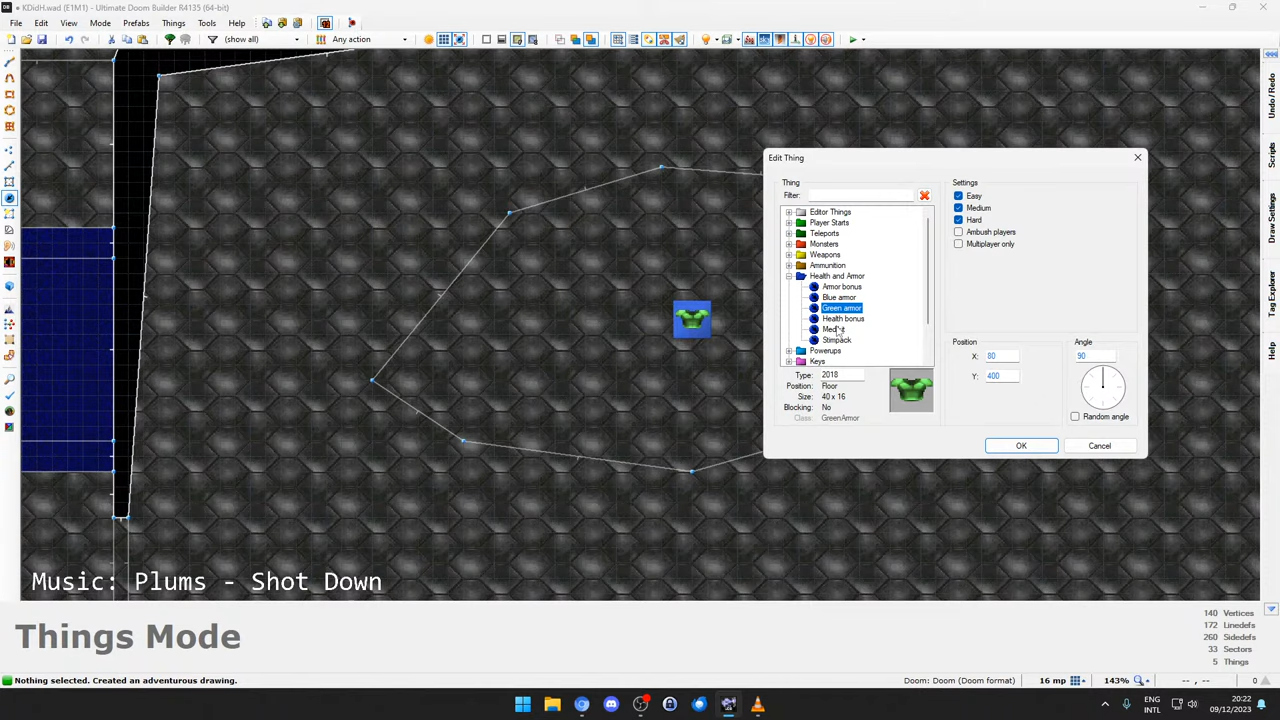 KDidH.wad (E1M1) - Ultimate Doom Builder R4135 (64-bit)
File Edit View Mode Prefabs Things Tools Help
(show all) Any action
Undo / Redo
Scripts
Help
Draw Settings
Tag Explorer
Edit Thing
Thing
Filter:
Editor Things
Player Starts
Teleports
Monsters
Weapons
Ammunition
Health and Armor
Armor bonus
Blue armor
Green armor
Health bonus
Stimpack
Powerups
Keys
Type: 2018
Position: Floor
Size: 40 x 16
Blocking: No
Class: GreenArmor
Settings
Easy
Medium
Hard
Ambush players
Multiplayer only
Position
X: 80
Y: 400
Angle
90
Random angle
OK Cancel
Music: Plums - Shot Down
Things Mode
140 Vertices
172 Linedefs
260 Sidedefs
33 Sectors
5 Things
Nothing selected. Created an adventurous drawing.
Doom: Doom (Doom format) 16 mp 143% -- , -- 0
ENG
INTL
20:22
09/12/2023